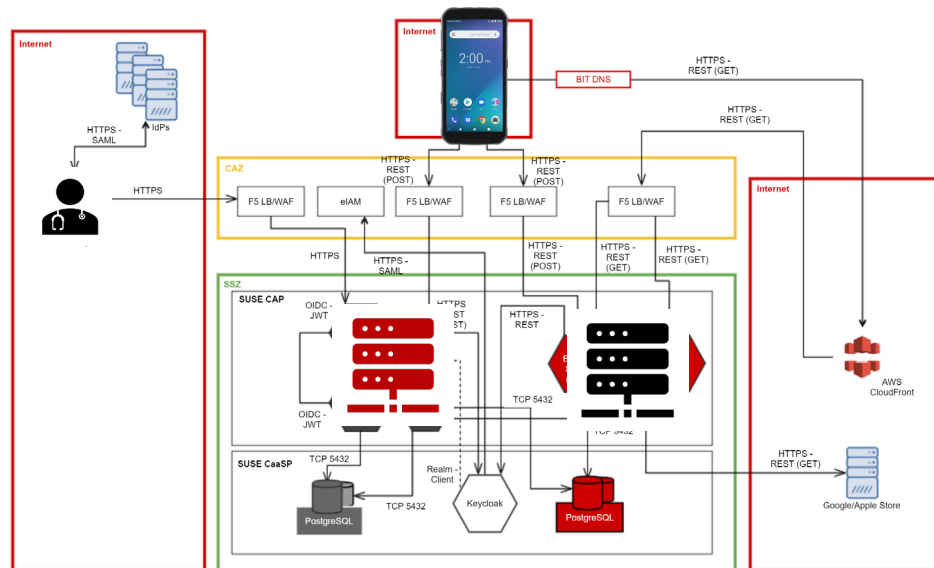 Internet
IdPs
HTTPS -
SAML
HTTPS
Internet
2:00
BIT DNS
HTTPS -
REST (GET)
HTTPS -
REST (GET)
CAZ
HTTPS -
REST
(POST)
HTTPS -
REST
(POST)
F5 LB/WAF
eIAM
F5 LB/WAF
F5 LB/WAF
F5 LB/WAF
Internet
HTTPS
HTTPS -
SAML
HTTPS -
REST
(POST)
HTTPS -
REST
(GET)
HTTPS -
REST (GET)
SSZ
SUSE CAP
OIDC -
JWT
HTTPS -
REST
OIDC -
JWT
TCP 5432
TCP 5432
AWS
CloudFront
SUSE CaaSP
TCP 5432
Realm -
Client
TCP 5432
PostgreSQL
Keycloak
PostgreSQL
HTTPS -
REST (GET)
Google/Apple Store